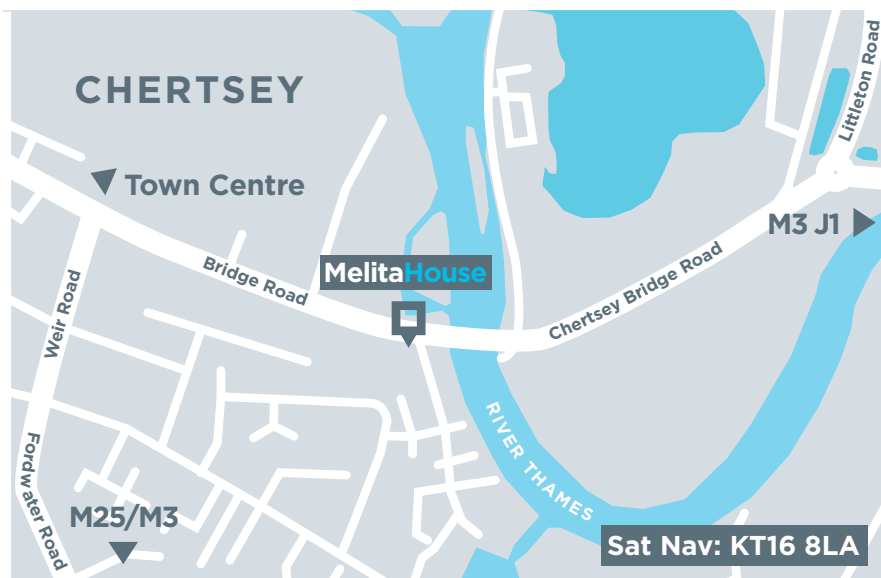 CHERTSEY
Littleton Road
Town Centre
M3 J1
Bridge Road
MelitaHouse
Chertsey Bridge Road
Weir Road
RIVER THAMES
Fordwater Road
M25/M3
Sat Nav: KT16 8LA